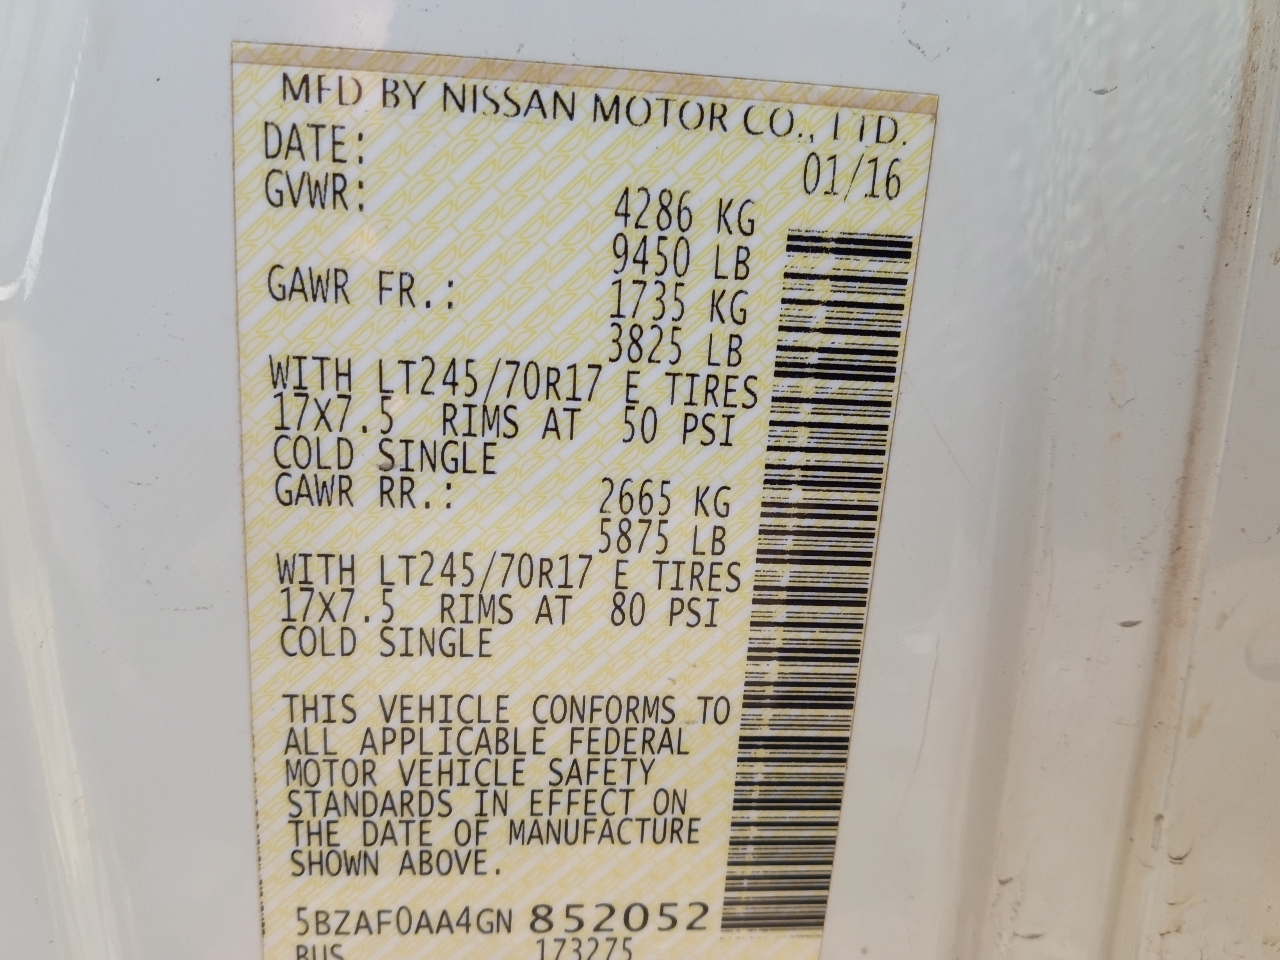 MFD BY NISSAN MOTOR CO., LTD.
DATE: 01/16
GVWR: 4286 KG
9450 LB
GAWR FR.: 1735 KG
3825 LB
WITH LT245/70R17 E TIRES
17X7.5 RIMS AT 50 PSI
COLD SINGLE
GAWR RR.: 2665 KG
5875 LB
WITH LT245/70R17 E TIRES
17X7.5 RIMS AT 80 PSI
COLD SINGLE
THIS VEHICLE CONFORMS TO
ALL APPLICABLE FEDERAL
MOTOR VEHICLE SAFETY
STANDARDS IN EFFECT ON
THE DATE OF MANUFACTURE
SHOWN ABOVE.
5BZAF0AA4GN852052
BUS 173275